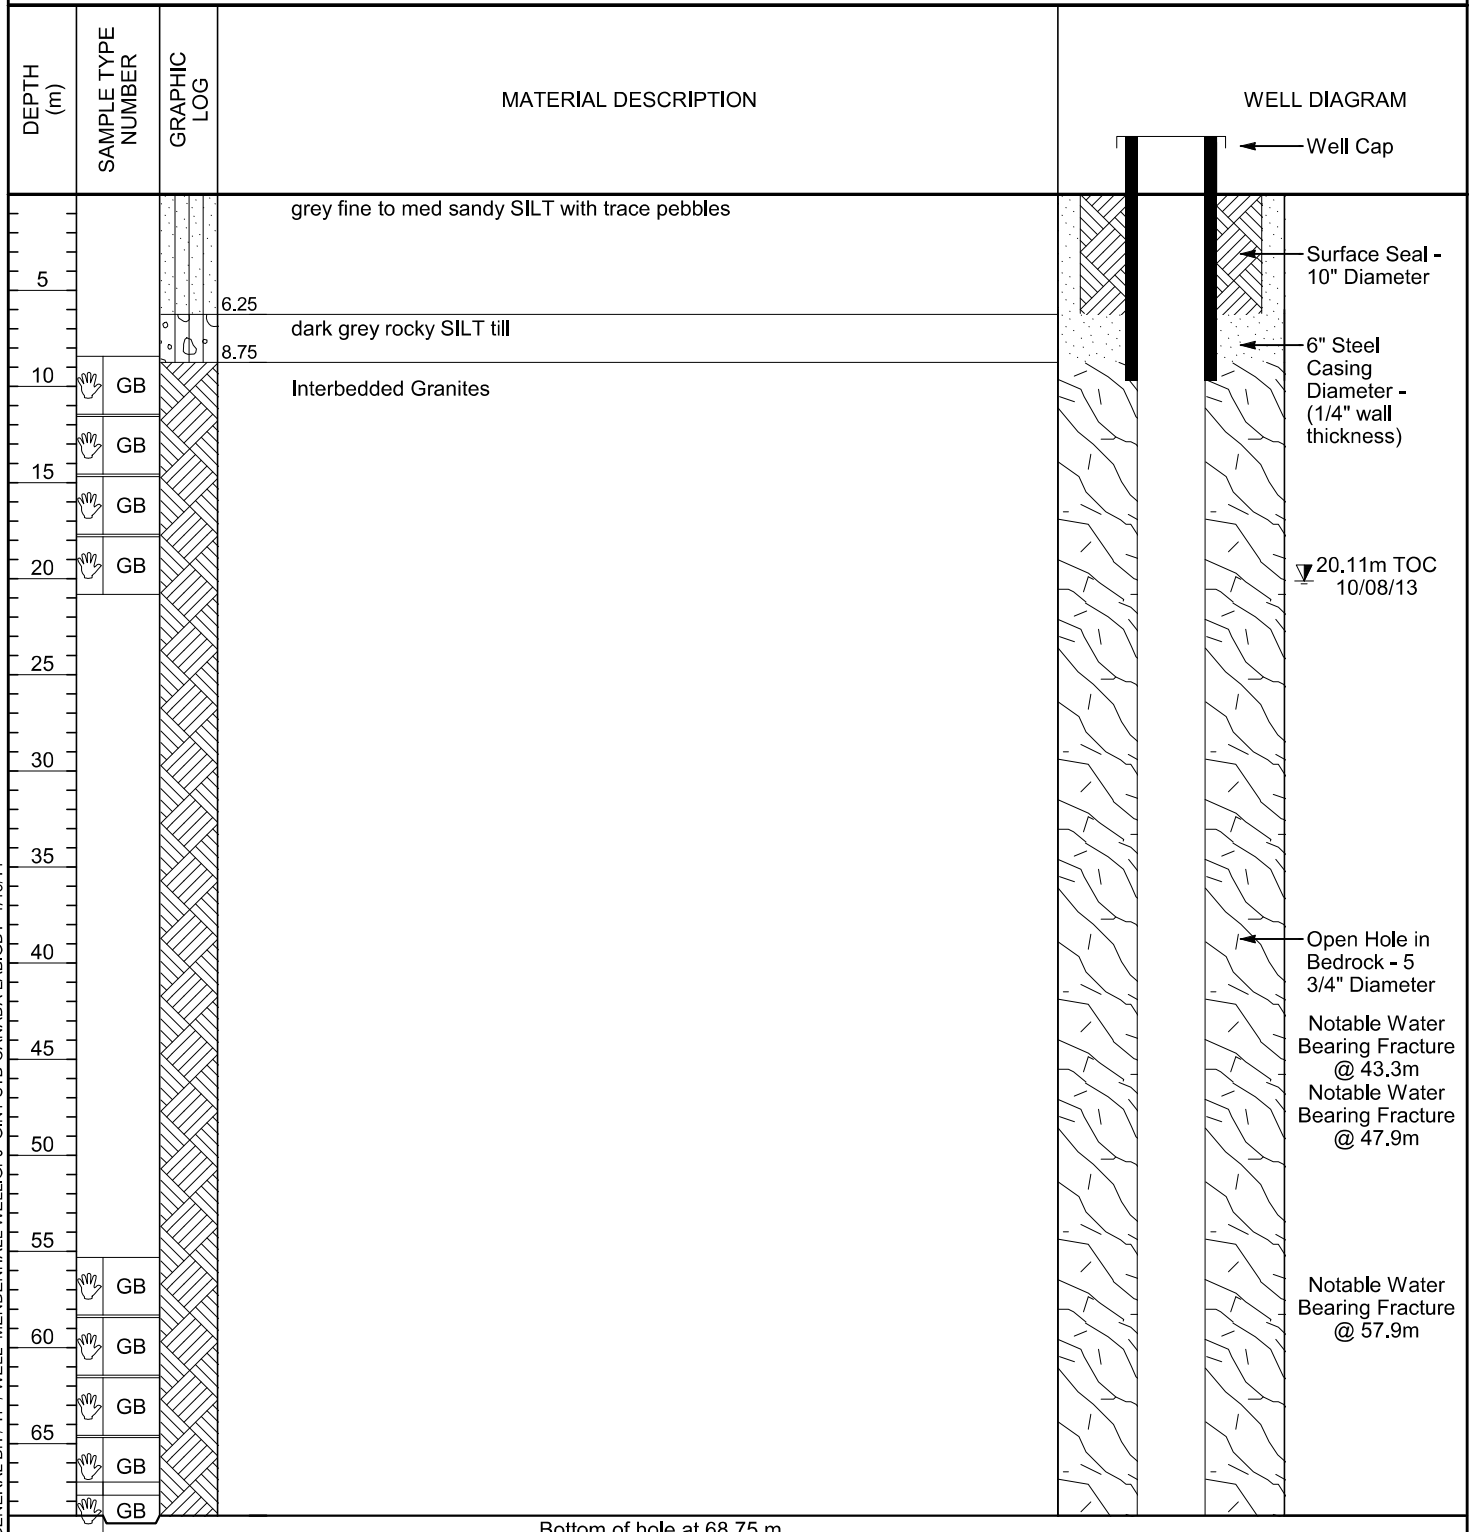 DEPTH
(m)
SAMPLE TYPE
NUMBER
GRAPHIC
LOG
MATERIAL DESCRIPTION
WELL DIAGRAM
Well Cap
grey fine to med sandy SILT with trace pebbles
Surface Seal -
10" Diameter
5
6.25
dark grey rocky SILT till
8.75
6" Steel
Casing
Diameter -
(1/4" wall
thickness)
10
GB
Interbedded Granites
GB
15
GB
20
GB
20.11m TOC
10/08/13
25
30
35
40
Open Hole in
Bedrock - 5
3/4" Diameter
Notable Water
Bearing Fracture
@ 43.3m
45
Notable Water
Bearing Fracture
@ 47.9m
50
55
GB
Notable Water
Bearing Fracture
@ 57.9m
60
GB
GB
65
GB
GB
Bottom of hole at 68.75 m